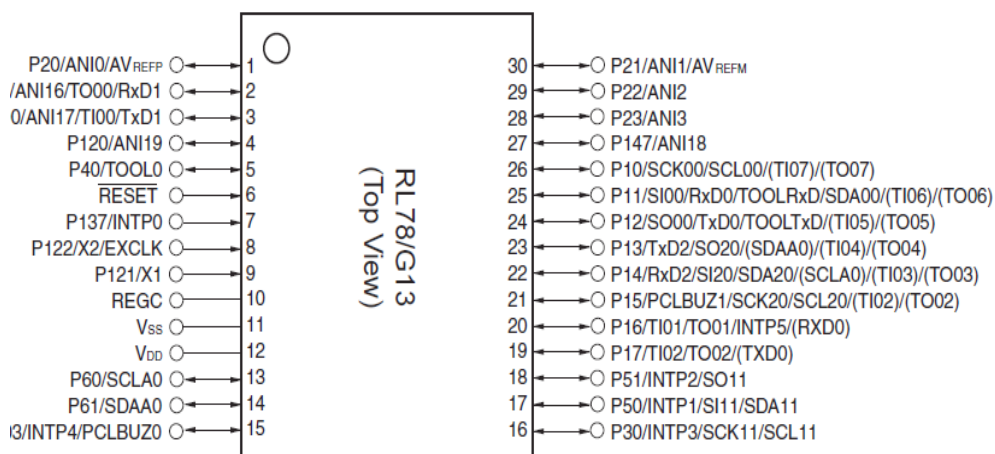 P20/ANI0/AVREFP 1
/ANI16/TO00/RxD1 2
0/ANI17/TI00/TxD1 3
P120/ANI19 4
P40/TOOL0 5
RESET 6
P137/INTP0 7
P122/X2/EXCLK 8
P121/X1 9
REGC 10
VSS 11
VDD 12
P60/SCLA0 13
P61/SDAA0 14
3/INTP4/PCLBUZ0 15
RL78/G13
(Top View)
30 P21/ANI1/AVREFM
29 P22/ANI2
28 P23/ANI3
27 P147/ANI18
26 P10/SCK00/SCL00/(TI07)/(TO07)
25 P11/SI00/RxD0/TOOLRxD/SDA00/(TI06)/(TO06)
24 P12/SO00/TxD0/TOOLTxD/(TI05)/(TO05)
23 P13/TxD2/SO20/(SDAA0)/(TI04)/(TO04)
22 P14/RxD2/SI20/SDA20/(SCLA0)/(TI03)/(TO03)
21 P15/PCLBUZ1/SCK20/SCL20/(TI02)/(TO02)
20 P16/TI01/TO01/INTP5/(RXD0)
19 P17/TI02/TO02/(TXD0)
18 P51/INTP2/SO11
17 P50/INTP1/SI11/SDA11
16 P30/INTP3/SCK11/SCL11